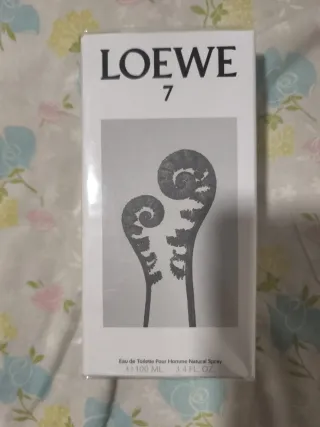 LOEWE
7
Eau de Toilette Pour Homme Natural Spray
100 ML 3.4 FL. OZ.